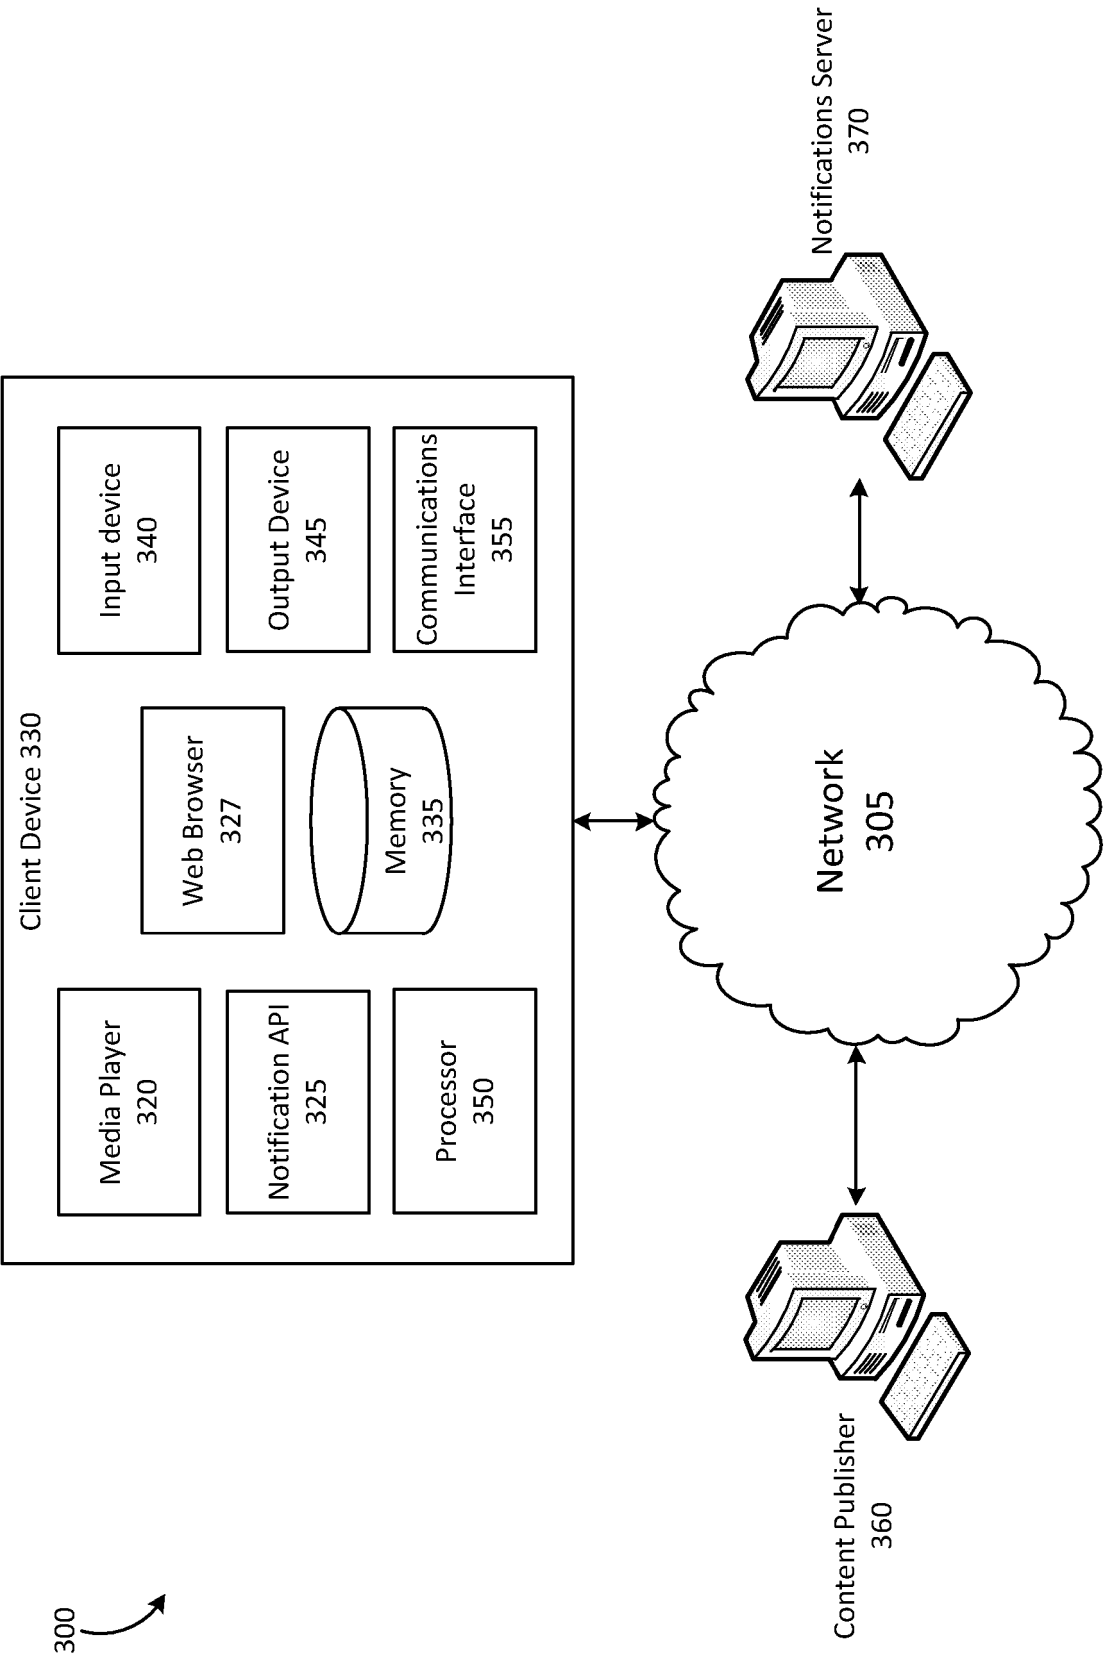 300
Client Device 330
Media Player
320
Web Browser
327
Input device
340
Notification API
325
Memory
335
Output Device
345
Processor
350
Communications
Interface
355
Network
305
Content Publisher
360
Notifications Server
370